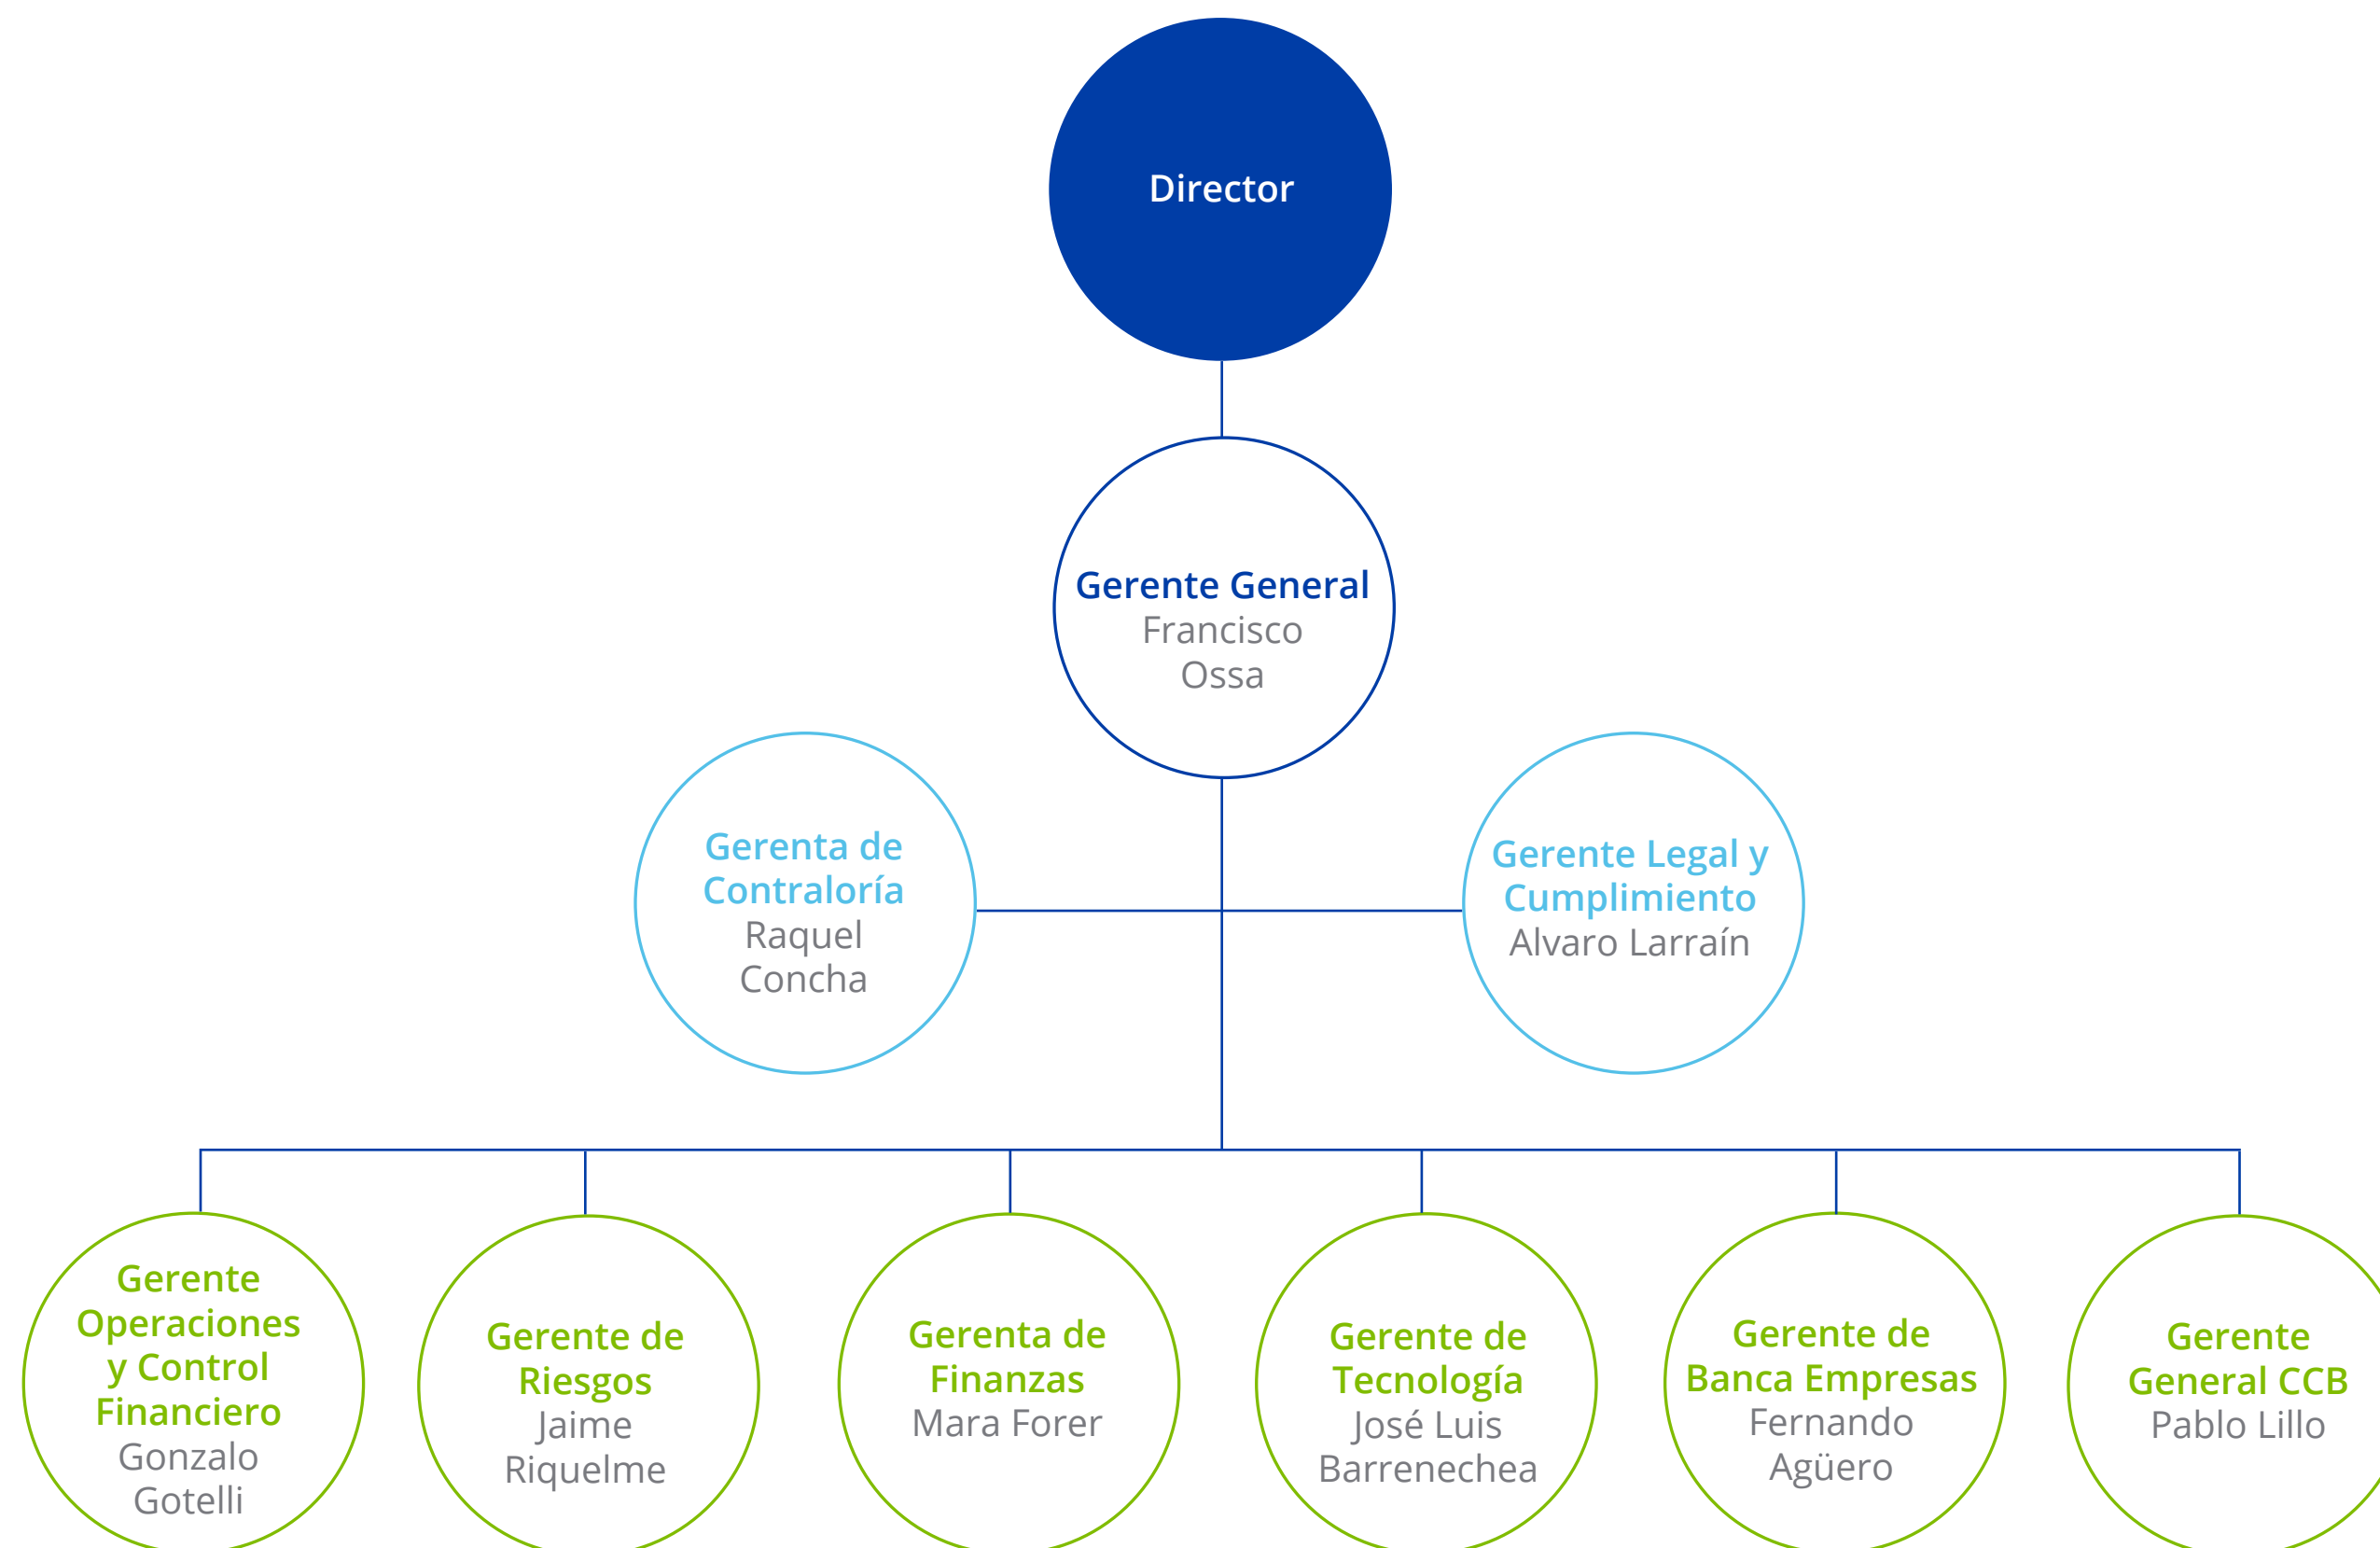 Director
Gerente General
Francisco
Ossa
Gerenta de
Contraloría
Raquel
Concha
Gerente Legal y
Cumplimiento
Alvaro Larraín
Gerente
Operaciones
y Control
Financiero
Gonzalo
Gotelli
Gerente de
Riesgos
Jaime
Riquelme
Gerenta de
Finanzas
Mara Forer
Gerente de
Tecnología
José Luis
Barrenechea
Gerente de
Banca Empresas
Fernando
Agüero
Gerente
General CCB
Pablo Lillo